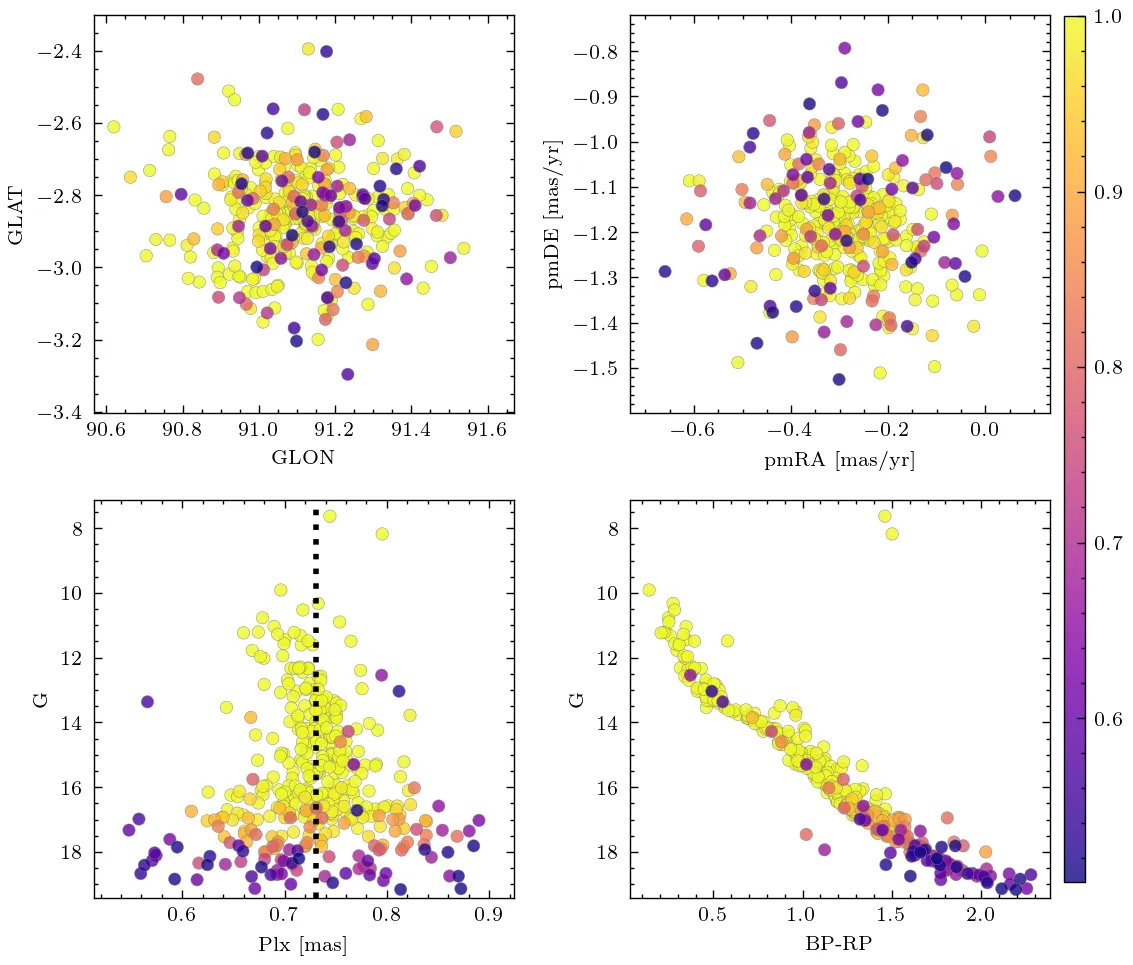 −2.4
−2.6
−2.8
−3.0
−3.2
−3.4
GLAT
90.6 90.8 91.0 91.2 91.4 91.6
GLON
−0.8
−0.9
−1.0
−1.1
−1.2
−1.3
−1.4
−1.5
pmDE [mas/yr]
−0.6 −0.4 −0.2 0.0
pmRA [mas/yr]
1.0
0.9
0.8
0.7
0.6
8
10
12
14
16
18
G
0.6 0.7 0.8 0.9
Plx [mas]
8
10
12
14
16
18
G
0.5 1.0 1.5 2.0
BP-RP